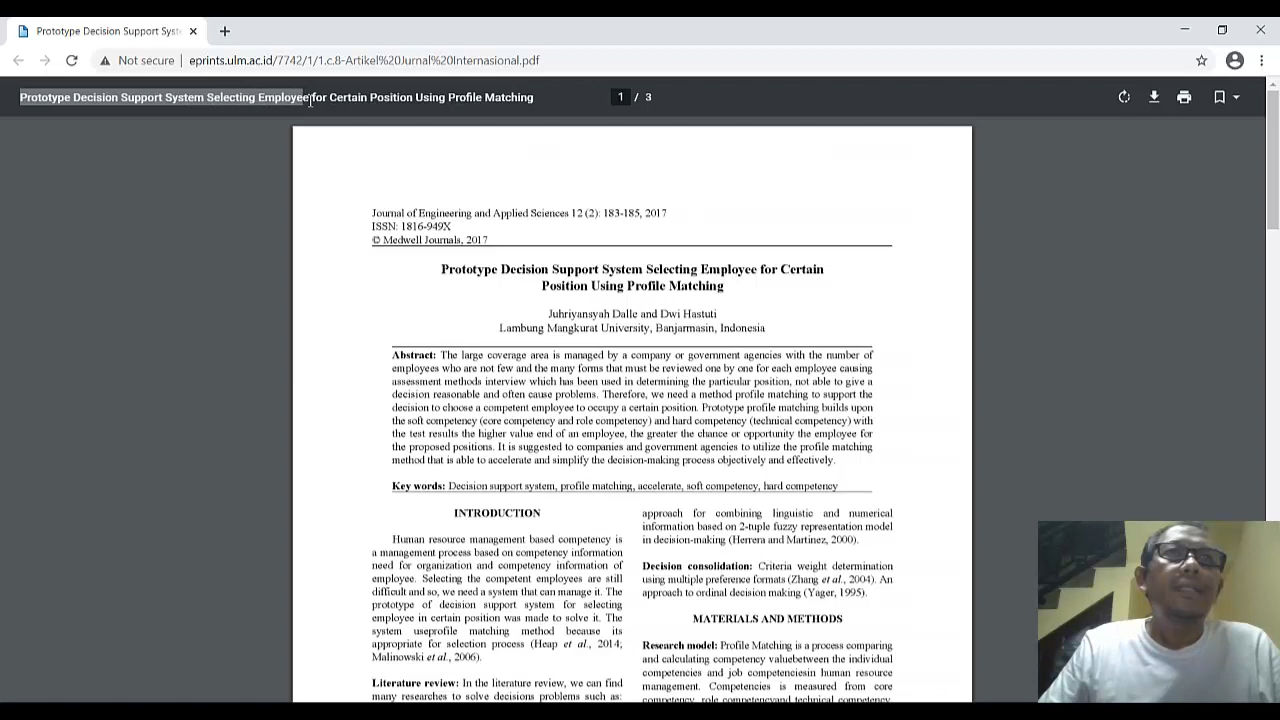 Prototype Decision Support Syst
Not secure
eprints.ulm.ac.id/7742/1/1.c.8-Artikel%20Jurnal%20Internasional.pdf
Prototype Decision Support System Selecting Employee for Certain Position Using Profile Matching
1 / 3
Journal of Engineering and Applied Sciences 12 (2): 183-185, 2017
ISSN: 1816-949X
© Medwell Journals, 2017
Prototype Decision Support System Selecting Employee for Certain
Position Using Profile Matching
Juhriyansyah Dalle and Dwi Hastuti
Lambung Mangkurat University, Banjarmasin, Indonesia
Abstract: The large coverage area is managed by a company or government agencies with the number of
employees who are not few and the many forms that must be reviewed one by one for each employee causing
assessment methods interview which has been used in determining the particular position, not able to give a
decision reasonable and often cause problems. Therefore, we need a method profile matching to support the
decision to choose a competent employee to occupy a certain position. Prototype profile matching builds upon
the soft competency (core competency and role competency) and hard competency (technical competency) with
the test results the higher value end of an employee, the greater the chance or opportunity the employee for
the proposed positions. It is suggested to companies and government agencies to utilize the profile matching
method that is able to accelerate and simplify the decision-making process objectively and effectively.
Key words: Decision support system, profile matching, accelerate, soft competency, hard competency
INTRODUCTION
Human resource management based competency is
a management process based on competency information
need for organization and competency information of
employee. Selecting the competent employees are still
difficult and so, we need a system that can manage it. The
prototype of decision support system for selecting
employee in certain position was made to solve it. The
system useprofile matching method because its
appropriate for selection process (Heap et al., 2014;
Malinowski et al., 2006).
Literature review: In the literature review, we can find
many researches to solve decisions problems such as:
approach for combining linguistic and numerical
information based on 2-tuple fuzzy representation model
in decision-making (Herrera and Martinez, 2000).
Decision consolidation: Criteria weight determination
using multiple preference formats (Zhang et al., 2004). An
approach to ordinal decision making (Yager, 1995).
MATERIALS AND METHODS
Research model: Profile Matching is a process comparing
and calculating competency valuebetween the individual
competencies and job competenciesin human resource
management. Competencies is measured from core
competency, role competencyand technical competency.